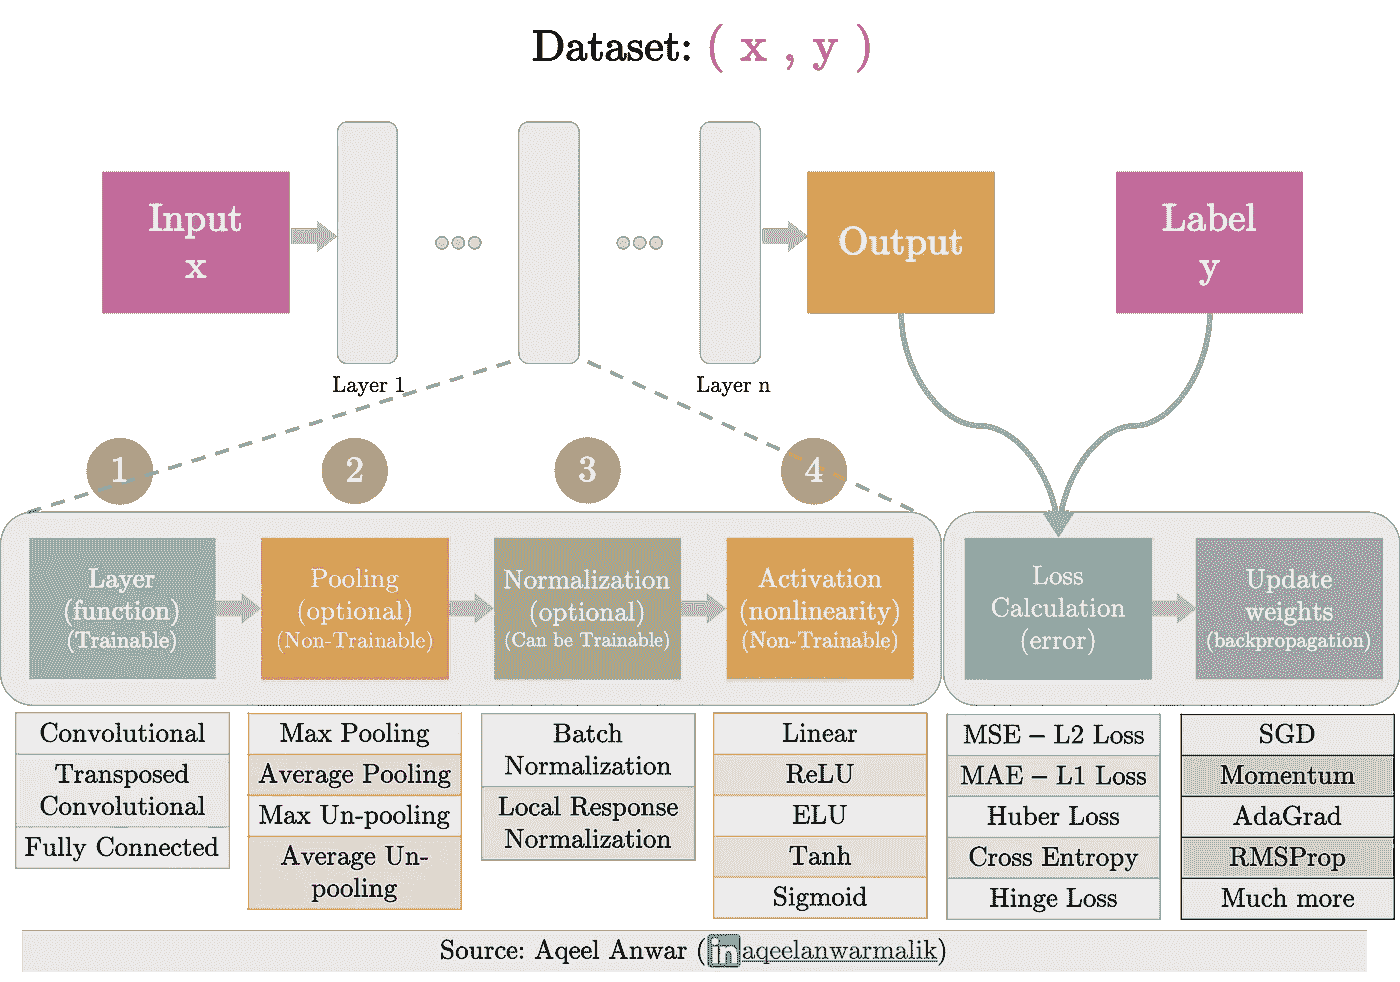 Dataset: ( x , y )
Input
x
Output
Label
y
Layer 1
Layer n
1
2
3
4
Layer
(function)
(Trainable)
Pooling
(optional)
(Non-Trainable)
Normalization
(optional)
(Can be Trainable)
Activation
(nonlinearity)
(Non-Trainable)
Loss
Calculation
(error)
Update
weights
(backpropagation)
Convolutional
Transposed
Convolutional
Fully Connected
Max Pooling
Average Pooling
Max Un-pooling
Average Un-
pooling
Batch
Normalization
Local Response
Normalization
Linear
ReLU
ELU
Tanh
Sigmoid
MSE – L2 Loss
MAE – L1 Loss
Huber Loss
Cross Entropy
Hinge Loss
SGD
Momentum
AdaGrad
RMSProp
Much more
Source: Aqeel Anwar (in aqeelanwarmalik)